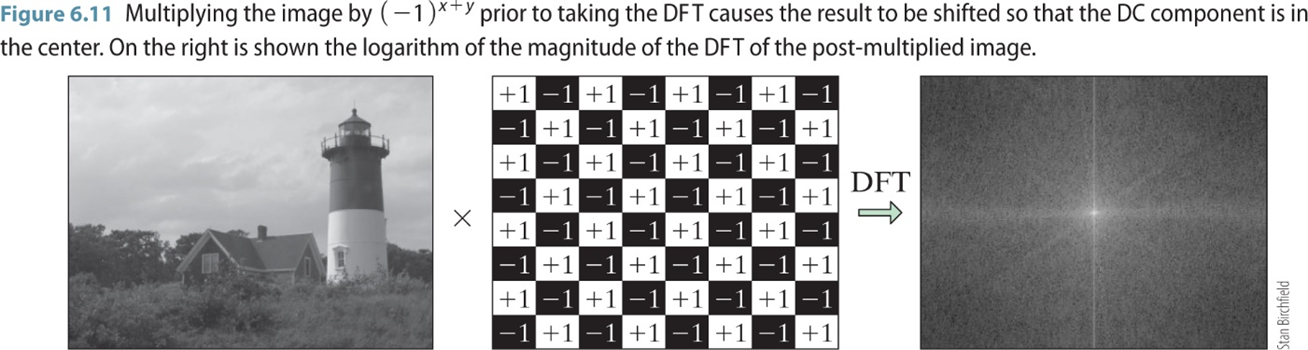 Figure 6.11 Multiplying the image by (−1)^{x+y} prior to taking the DFT causes the result to be shifted so that the DC component is in
the center. On the right is shown the logarithm of the magnitude of the DFT of the post-multiplied image.
+1 −1 +1 −1 +1 −1 +1 −1
−1 +1 −1 +1 −1 +1 −1 +1
+1 −1 +1 −1 +1 −1 +1 −1
−1 +1 −1 +1 −1 +1 −1 +1
+1 −1 +1 −1 +1 −1 +1 −1
−1 +1 −1 +1 −1 +1 −1 +1
+1 −1 +1 −1 +1 −1 +1 −1
−1 +1 −1 +1 −1 +1 −1 +1
×
DFT
Stan Birchfield